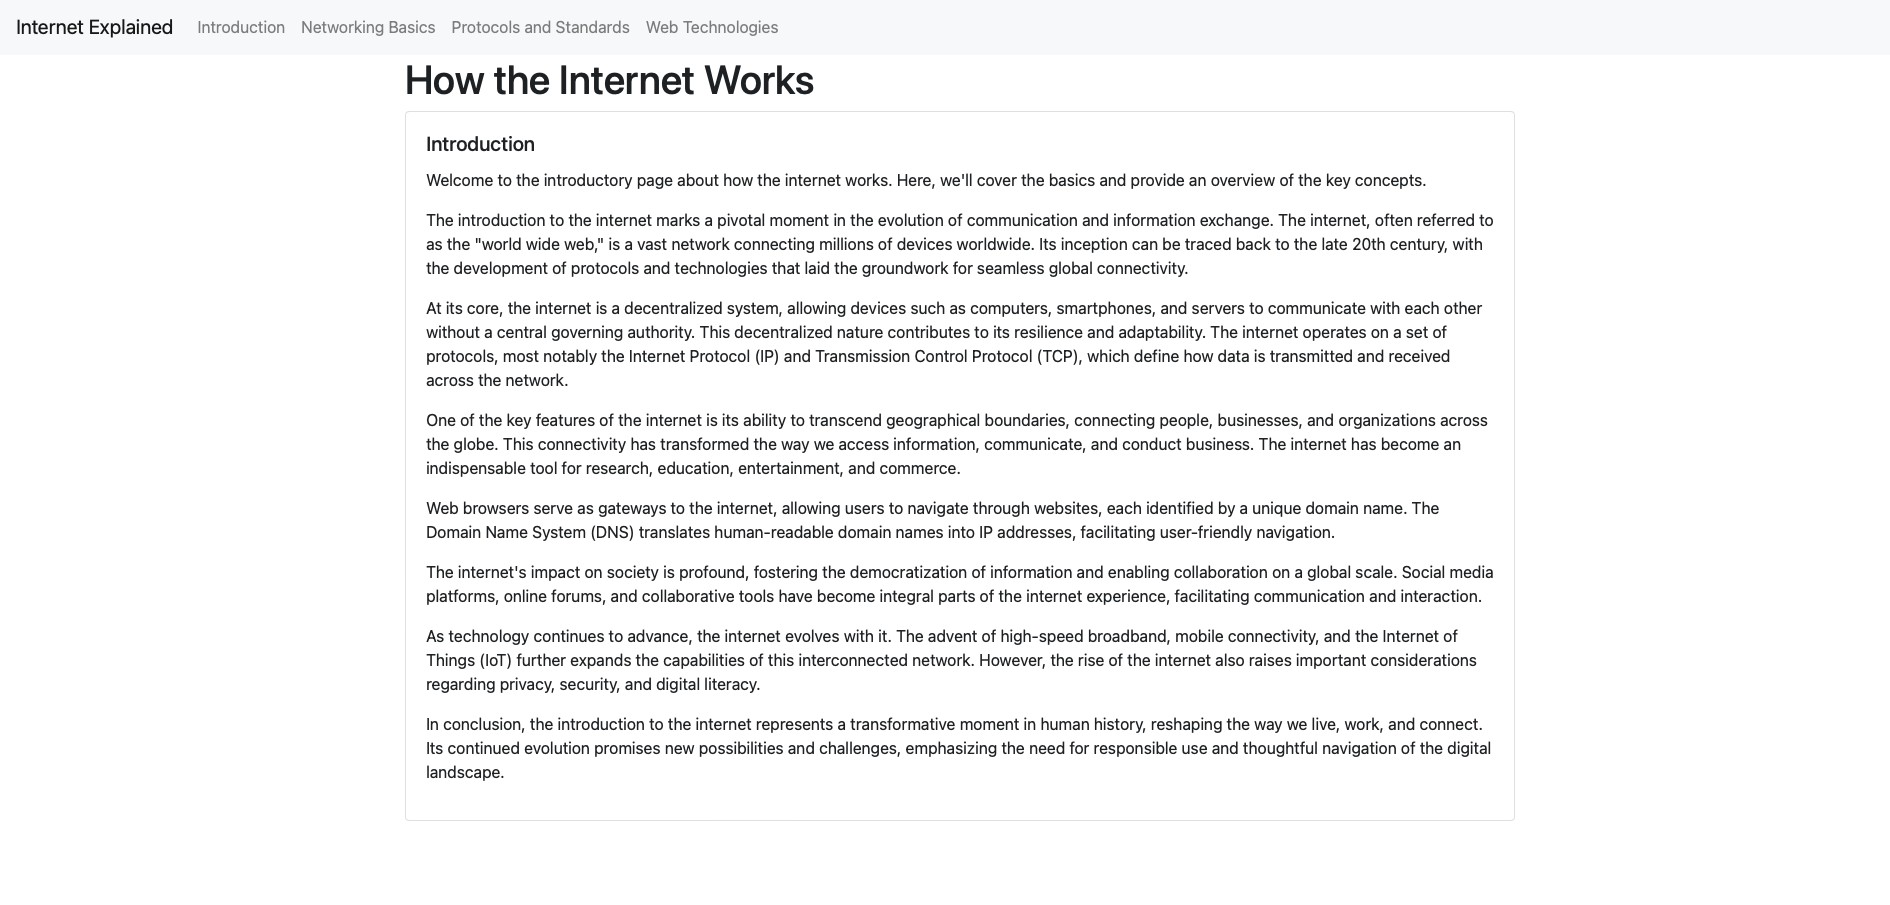 Internet Explained
Introduction
Networking Basics
Protocols and Standards
Web Technologies
How the Internet Works
Introduction
Welcome to the introductory page about how the internet works. Here, we'll cover the basics and provide an overview of the key concepts.
The introduction to the internet marks a pivotal moment in the evolution of communication and information exchange. The internet, often referred to
as the "world wide web," is a vast network connecting millions of devices worldwide. Its inception can be traced back to the late 20th century, with
the development of protocols and technologies that laid the groundwork for seamless global connectivity.
At its core, the internet is a decentralized system, allowing devices such as computers, smartphones, and servers to communicate with each other
without a central governing authority. This decentralized nature contributes to its resilience and adaptability. The internet operates on a set of
protocols, most notably the Internet Protocol (IP) and Transmission Control Protocol (TCP), which define how data is transmitted and received
across the network.
One of the key features of the internet is its ability to transcend geographical boundaries, connecting people, businesses, and organizations across
the globe. This connectivity has transformed the way we access information, communicate, and conduct business. The internet has become an
indispensable tool for research, education, entertainment, and commerce.
Web browsers serve as gateways to the internet, allowing users to navigate through websites, each identified by a unique domain name. The
Domain Name System (DNS) translates human-readable domain names into IP addresses, facilitating user-friendly navigation.
The internet's impact on society is profound, fostering the democratization of information and enabling collaboration on a global scale. Social media
platforms, online forums, and collaborative tools have become integral parts of the internet experience, facilitating communication and interaction.
As technology continues to advance, the internet evolves with it. The advent of high-speed broadband, mobile connectivity, and the Internet of
Things (IoT) further expands the capabilities of this interconnected network. However, the rise of the internet also raises important considerations
regarding privacy, security, and digital literacy.
In conclusion, the introduction to the internet represents a transformative moment in human history, reshaping the way we live, work, and connect.
Its continued evolution promises new possibilities and challenges, emphasizing the need for responsible use and thoughtful navigation of the digital
landscape.